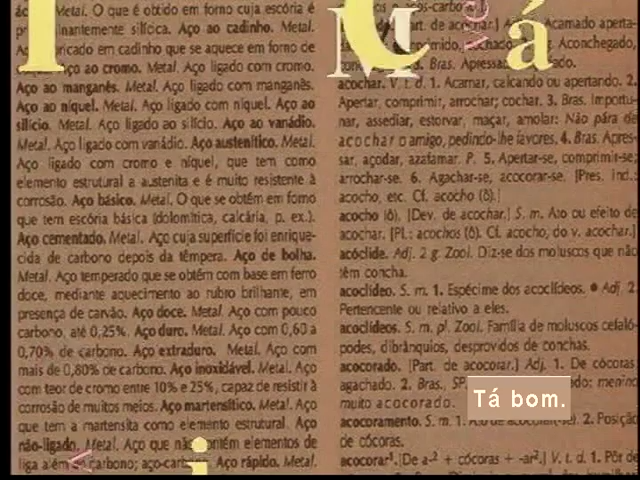 Metal. O que é obtido em forno cuja escória é
predominantemente silífica. Aço ao cadinho. Metal.
fabricado em cadinho que se aquece em forno de
Aço ao cromo. Metal. Aço ligado com cromo.
Aço ao manganês. Metal. Aço ligado com manganês.
Aço ao níquel. Metal. Aço ligado com níquel. Aço ao
silício. Metal. Aço ligado ao silício. Aço ao vanádio.
Metal. Aço ligado com vanádio. Aço austenítico. Metal.
Aço ligado com cromo e níquel, que tem como
elemento estrutural a austenita e é muito resistente à
corrosão. Aço básico. Metal. O que se obtém em forno
que tem escória básica (dolomítica, calcária, p. ex.).
Aço cementado. Metal. Aço cuja superfície foi enrique-
cida de carbono depois da têmpera. Aço de bolha.
Metal. Aço temperado que se obtém com base em ferro
doce, mediante aquecimento ao rubro brilhante, em
presença de carvão. Aço doce. Metal. Aço com pouco
carbono, até 0,25%. Aço duro. Metal. Aço com 0,60 a
0,70% de carbono. Aço extraduro. Metal. Aço com
mais de 0,80% de carbono. Aço inoxidável. Metal. Aço
com teor de cromo entre 10% e 25%, capaz de resistir à
corrosão de muitos meios. Aço martensítico. Metal. Aço
que tem a martensita como elemento estrutural. Aço
não-ligado. Metal. Aço que não contém elementos de
liga além carbono; aço-carbono. Aço rápido. Metal.
[Part. de acochar.] Acamado aperta-
Aconchegado,
3. Bras.
acochar. V. t. d. 1. Acamar, calcando ou apertando. 2.
Apertar, comprimir, arrochar; cochar. 3. Bras. Importu-
nar, assediar, estorvar, maçar, amolar: Não pára de
acochar o amigo, pedindo-lhe favores. 4. Bras. Apres-
sar, açodar, azafamar. P. 5. Apertar-se, comprimir-se,
arrochar-se. 6. Agachar-se, acocorar-se. [Pres. ind.:
acocho, etc. Cf. acocho (ô).]
acocho (ô). [Dev. de acochar.] S. m. Ato ou efeito de
acochar. [Pl.: acochos (ô). Cf. acocho, do v. acochar.]
acóclide. Adj. 2 g. Zool. Diz-se dos moluscos que não
têm concha.
acoclídeo. S. m. 1. Espécime dos acoclídeos. • Adj. 2.
Pertencente ou relativo a eles.
acoclídeos. S. m. pl. Zool. Família de moluscos cefaló-
podes, dibrânquios, desprovidos de conchas.
acocorado. [Part. de acocorar.] Adj. 1. De cócoras,
agachado. 2. Bras., SP.
muito acocorado.
acocoramento. S. m. 1. 2. Posição
de cócoras.
acocorar¹. [De a-² + cócoras + -ar².] V. t. d. 1. Pôr de
á
M
i
Tá bom.